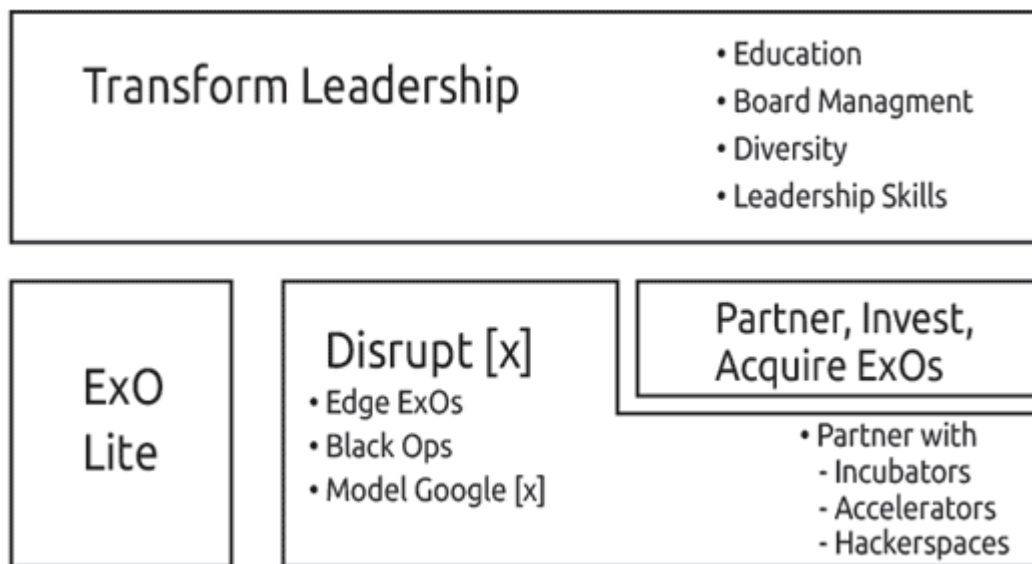 Transform Leadership
• Education
• Board Managment
• Diversity
• Leadership Skills
ExO
Lite
Disrupt [x]
• Edge ExOs
• Black Ops
• Model Google [x]
Partner, Invest,
Acquire ExOs
• Partner with
- Incubators
- Accelerators
- Hackerspaces